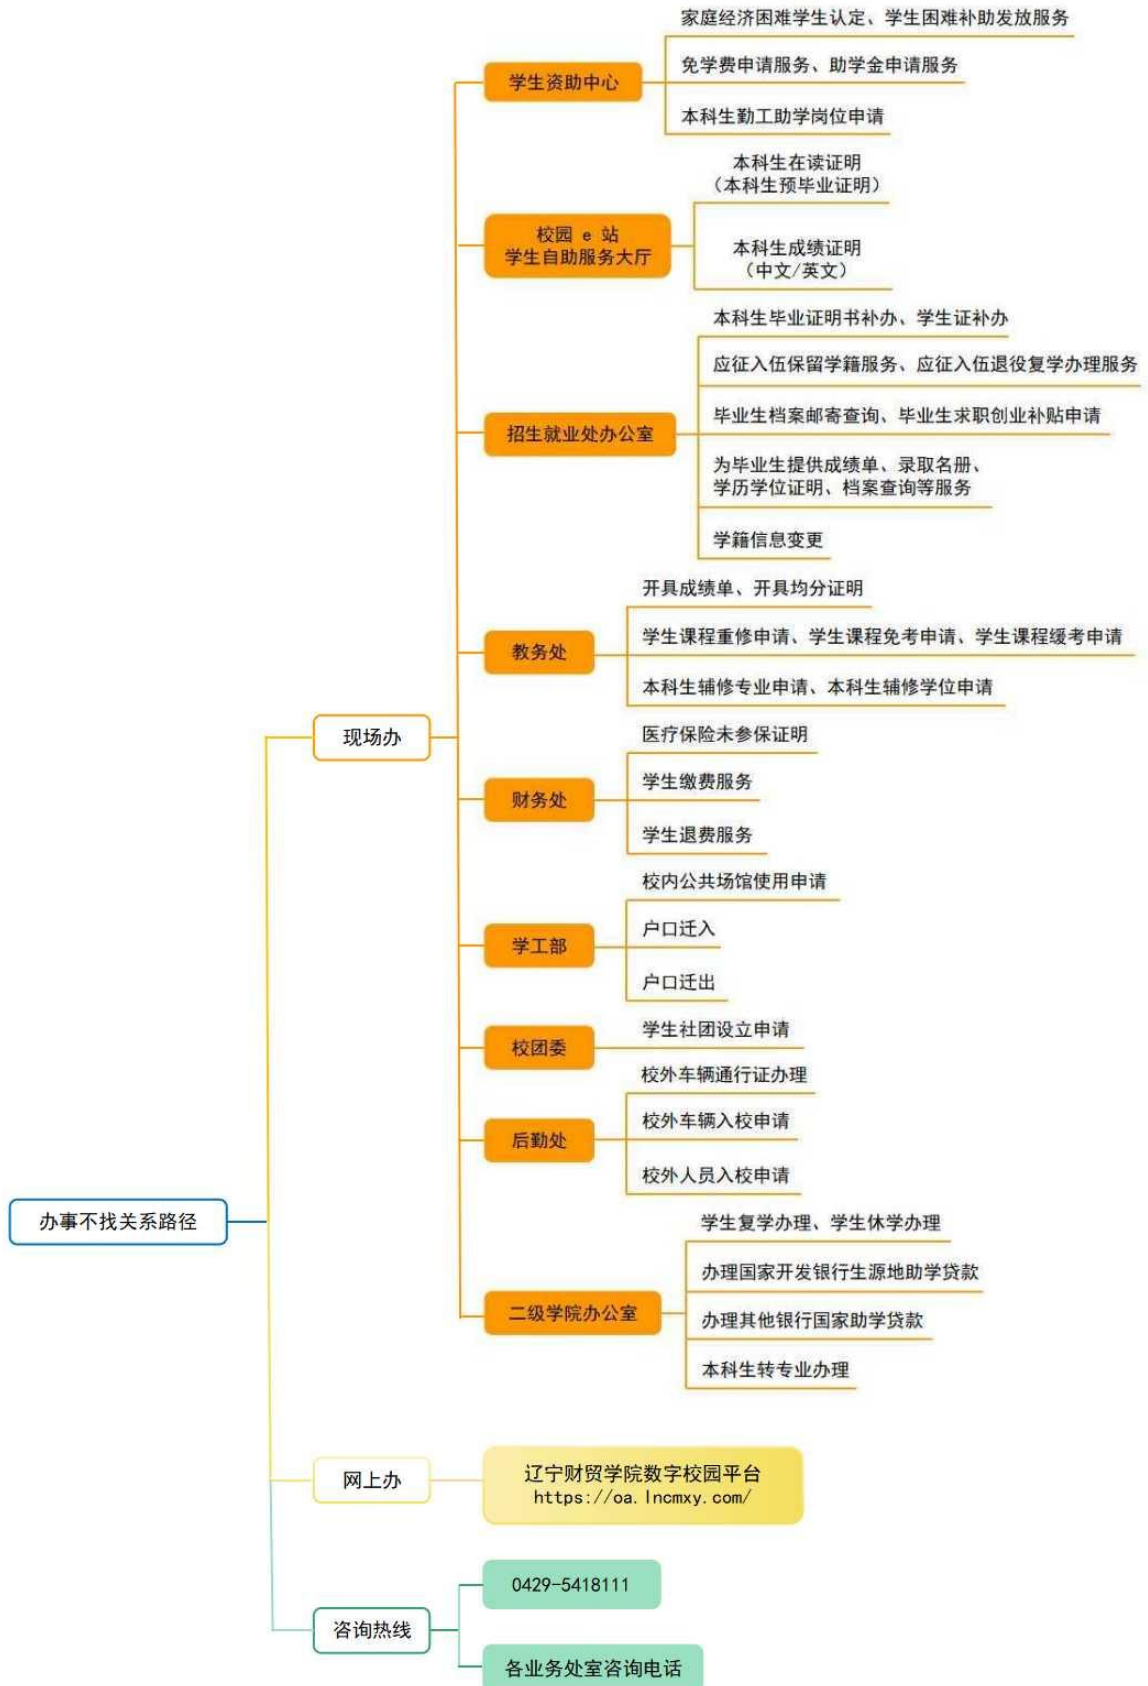 家庭经济困难学生认定、学生困难补助发放服务
学生资助中心
免学费申请服务、助学金申请服务
本科生勤工助学岗位申请
本科生在读证明
（本科生预毕业证明）
校园 e 站
学生自助服务大厅
本科生成绩证明
（中文/英文）
本科生毕业证明书补办、学生证补办
应征入伍保留学籍服务、应征入伍退役复学办理服务
招生就业处办公室
毕业生档案邮寄查询、毕业生求职创业补贴申请
为毕业生提供成绩单、录取名册、
学历学位证明、档案查询等服务
学籍信息变更
开具成绩单、开具均分证明
教务处
学生课程重修申请、学生课程免考申请、学生课程缓考申请
本科生辅修专业申请、本科生辅修学位申请
现场办
医疗保险未参保证明
财务处
学生缴费服务
学生退费服务
校内公共场馆使用申请
学工部
户口迁入
户口迁出
校团委
学生社团设立申请
校外车辆通行证办理
后勤处
校外车辆入校申请
校外人员入校申请
办事不找关系路径
学生复学办理、学生休学办理
办理国家开发银行生源地助学贷款
二级学院办公室
办理其他银行国家助学贷款
本科生转专业办理
网上办
辽宁财贸学院数字校园平台
https://oa.lncmxy.com/
0429-5418111
咨询热线
各业务处室咨询电话